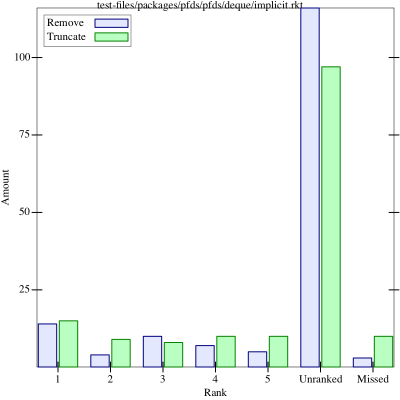 test-files/packages/pfds/pfds/deque/implicit.rkt
Remove
Truncate
100
75
50
25
Amount
1 2 3 4 5 Unranked Missed
Rank